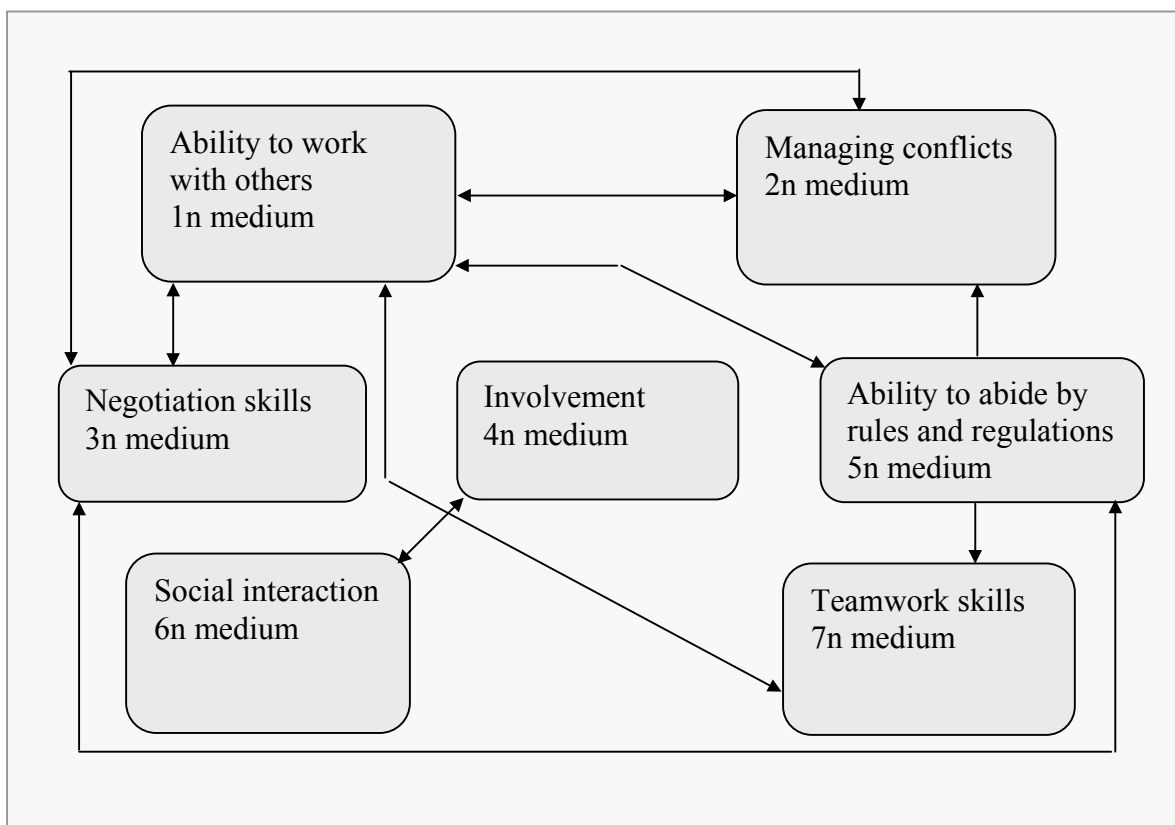 Ability to work
with others
1n medium
Managing conflicts
2n medium
Negotiation skills
3n medium
Involvement
4n medium
Ability to abide by
rules and regulations
5n medium
Social interaction
6n medium
Teamwork skills
7n medium